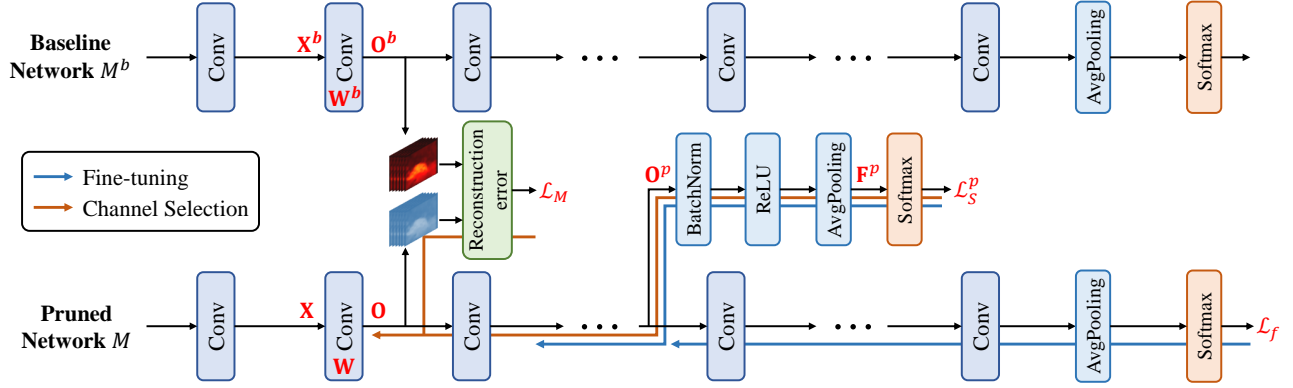 Baseline
Network M^b
Conv
X^b
Conv
W^b
O^b
Conv
...
Conv
...
Conv
AvgPooling
Softmax
Fine-tuning
Channel Selection
Reconstruction
error
ℒ_M
O^p
BatchNorm
ReLU
AvgPooling
F^p
Softmax
ℒ_S^p
Pruned
Network M
Conv
X
Conv
W
O
Conv
...
Conv
...
Conv
AvgPooling
Softmax
ℒ_f